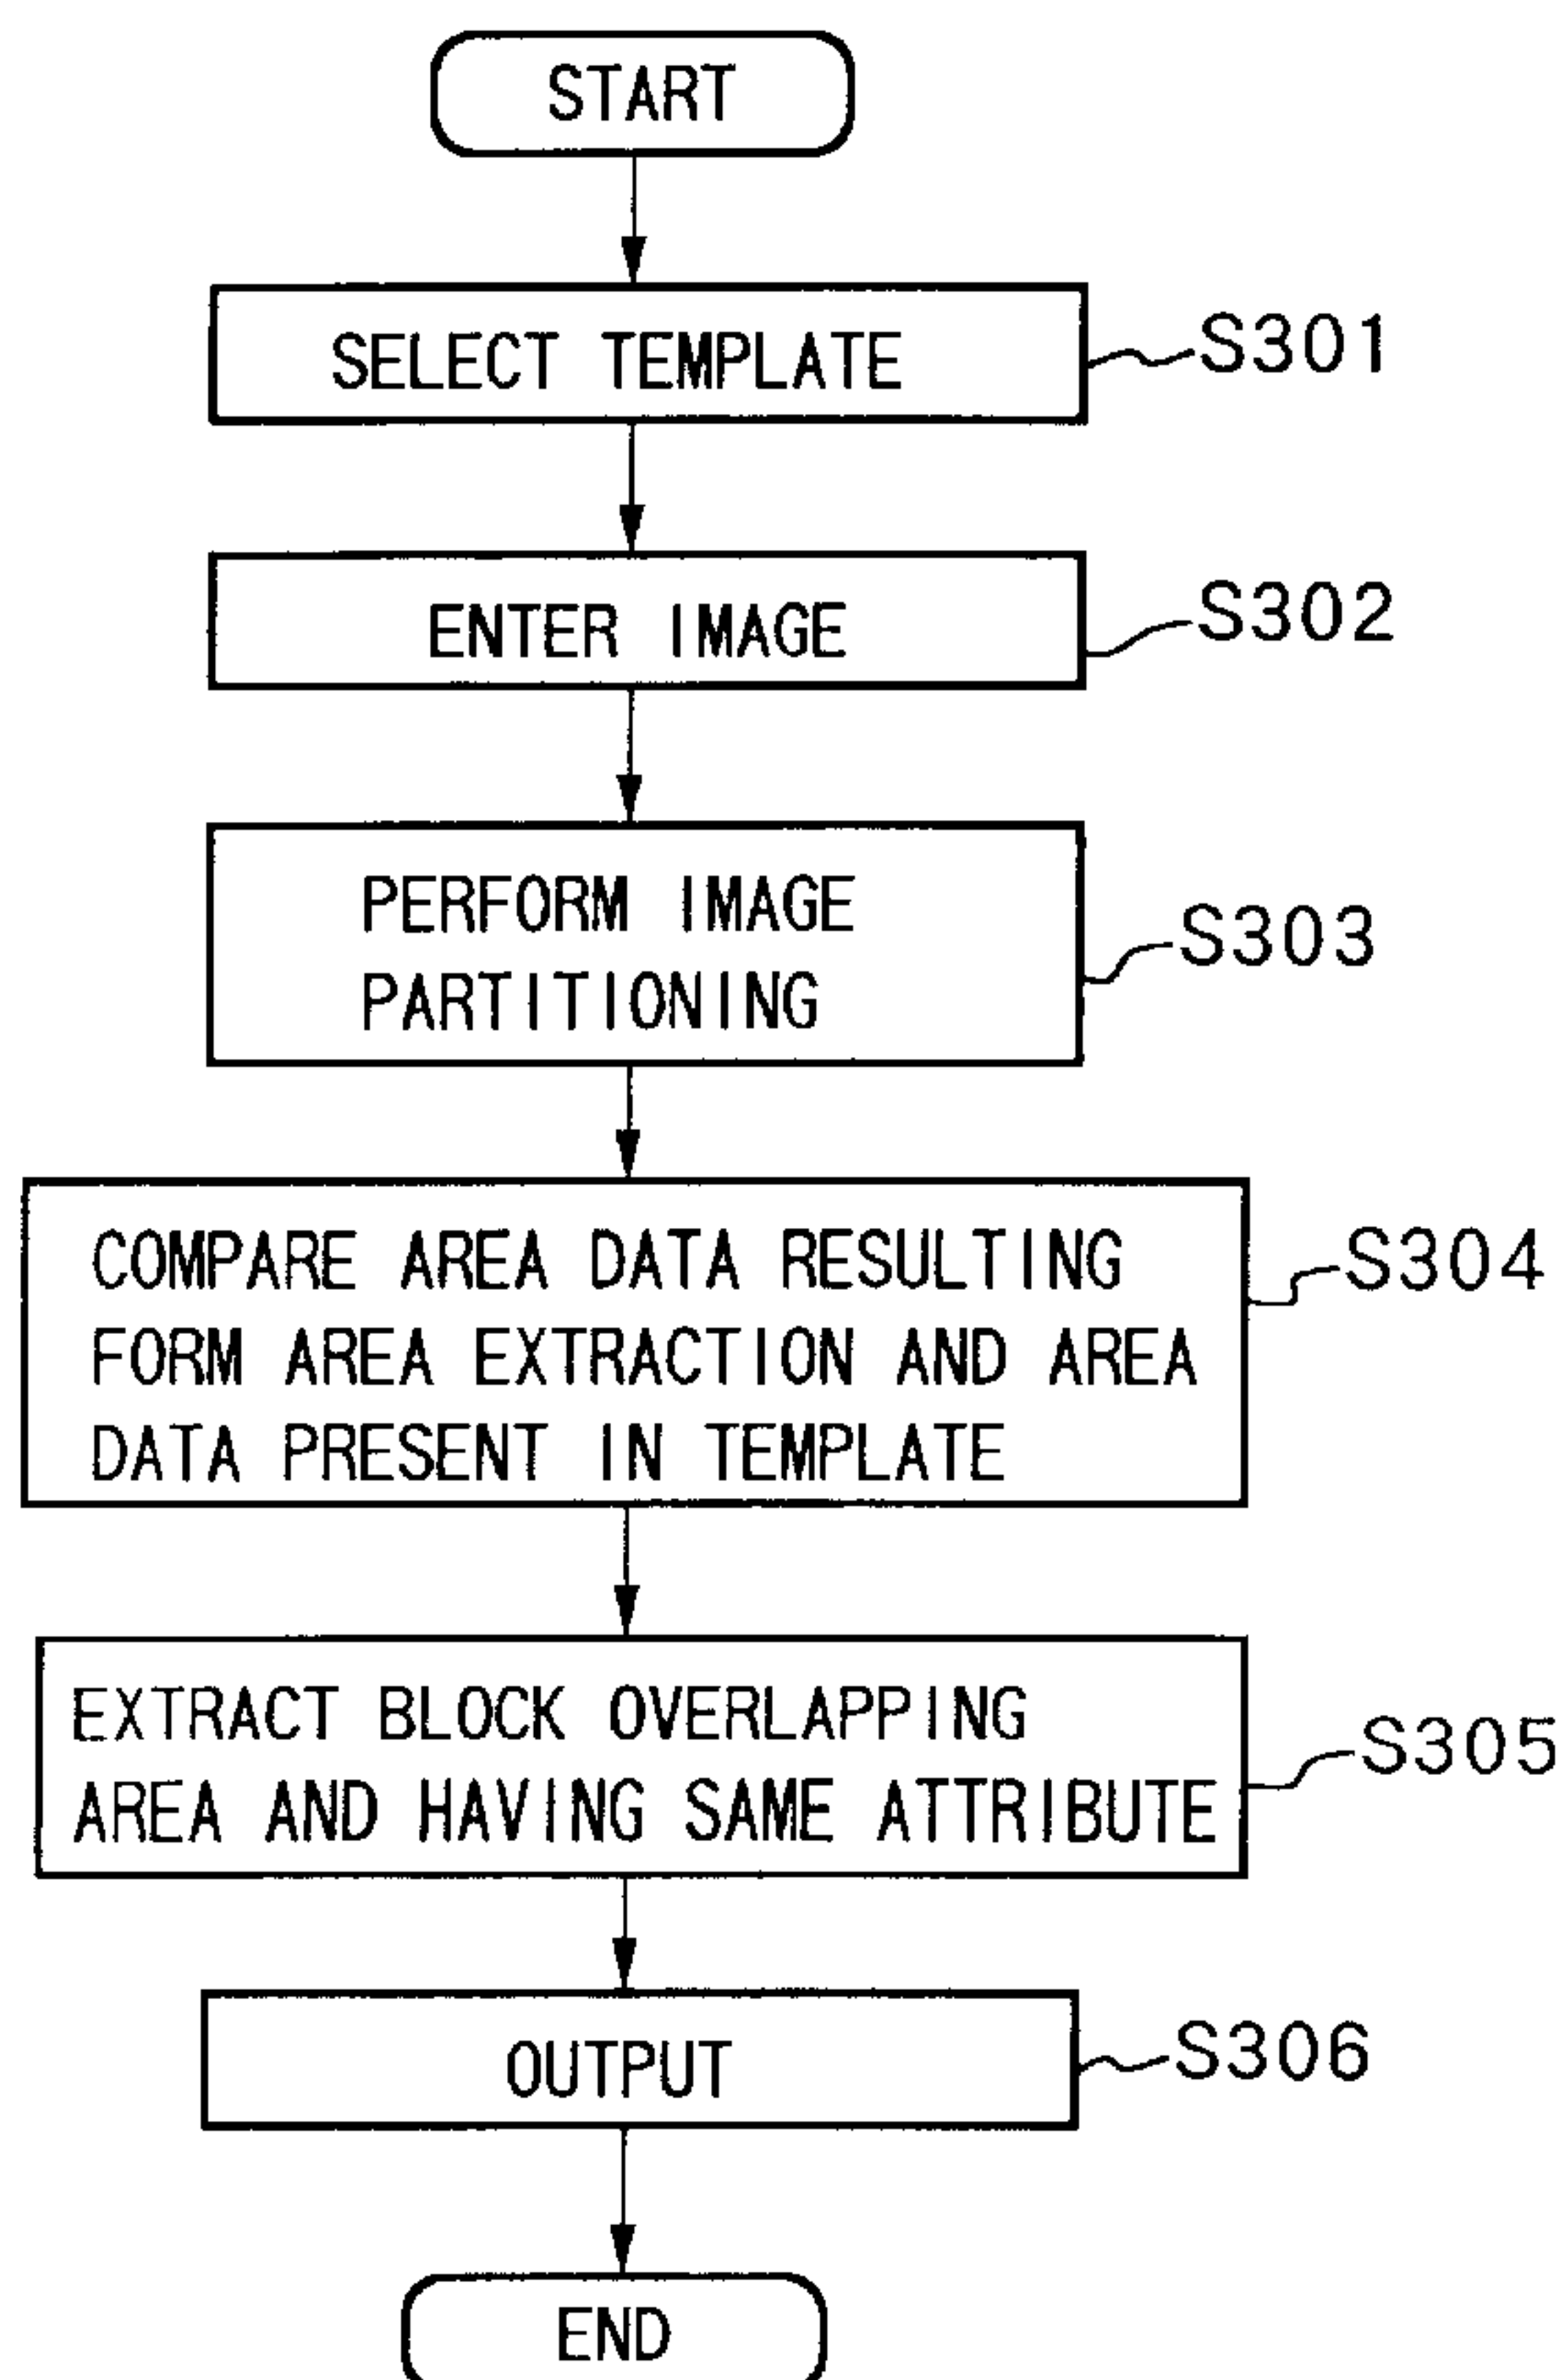 START
SELECT TEMPLATE
S301
ENTER IMAGE
S302
PERFORM IMAGE
PARTITIONING
S303
COMPARE AREA DATA RESULTING
FORM AREA EXTRACTION AND AREA
DATA PRESENT IN TEMPLATE
S304
EXTRACT BLOCK OVERLAPPING
AREA AND HAVING SAME ATTRIBUTE
S305
OUTPUT
S306
END